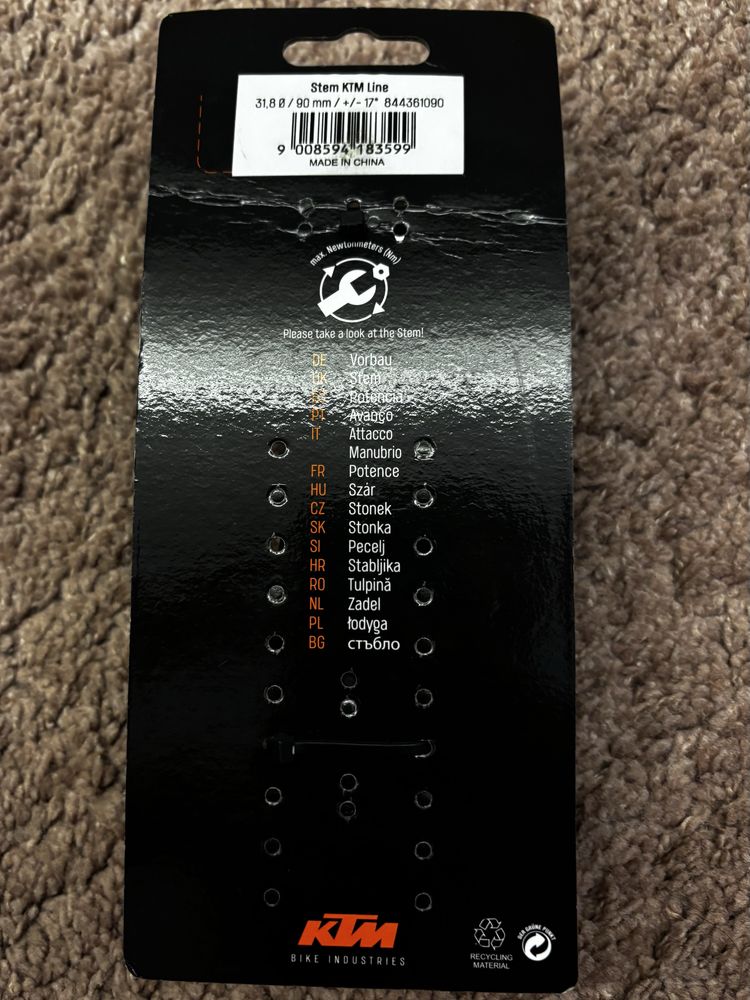 Stem KTM Line
31,8 Ø / 90 mm / +/- 17° 844361090
9 008594 183599
MADE IN CHINA
max. Newtonmeters (Nm)
Please take a look at the Stem!
DE Vorbau
UK Stem
ES Potencia
PT Avanço
IT Attacco
Manubrio
FR Potence
HU Szár
CZ Stonek
SK Stonka
SI Pecelj
HR Stabljika
RO Tulpină
NL Zadel
PL łodyga
BG стъбло
KTM
BIKE INDUSTRIES
RECYCLING
MATERIAL
DER GRÜNE PUNKT